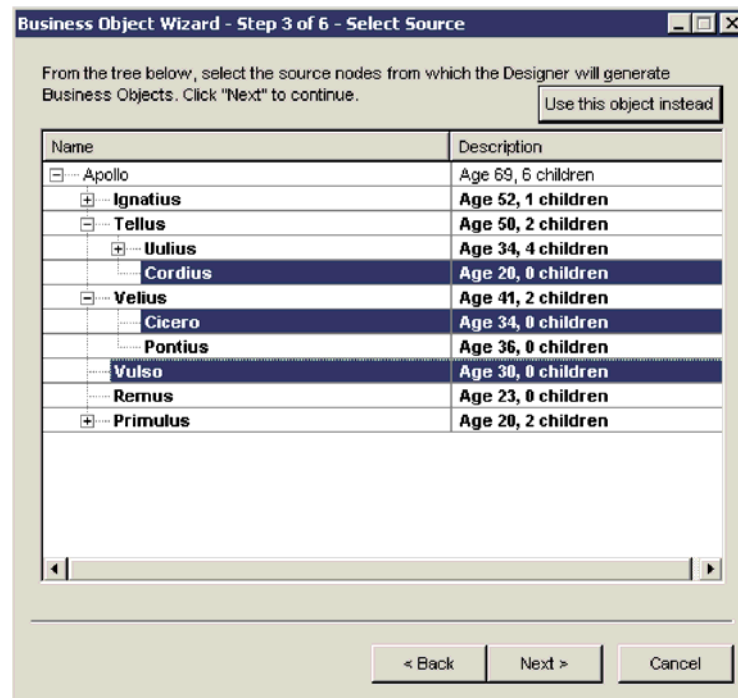 Business Object Wizard - Step 3 of 6 - Select Source
From the tree below, select the source nodes from which the Designer will generate
Business Objects. Click "Next" to continue.
Use this object instead
Name Description
Apollo Age 69, 6 children
Ignatius Age 52, 1 children
Tellus Age 50, 2 children
Uulius Age 34, 4 children
Cordius Age 20, 0 children
Velius Age 41, 2 children
Cicero Age 34, 0 children
Pontius Age 36, 0 children
Vulso Age 30, 0 children
Remus Age 23, 0 children
Primulus Age 20, 2 children
< Back Next > Cancel